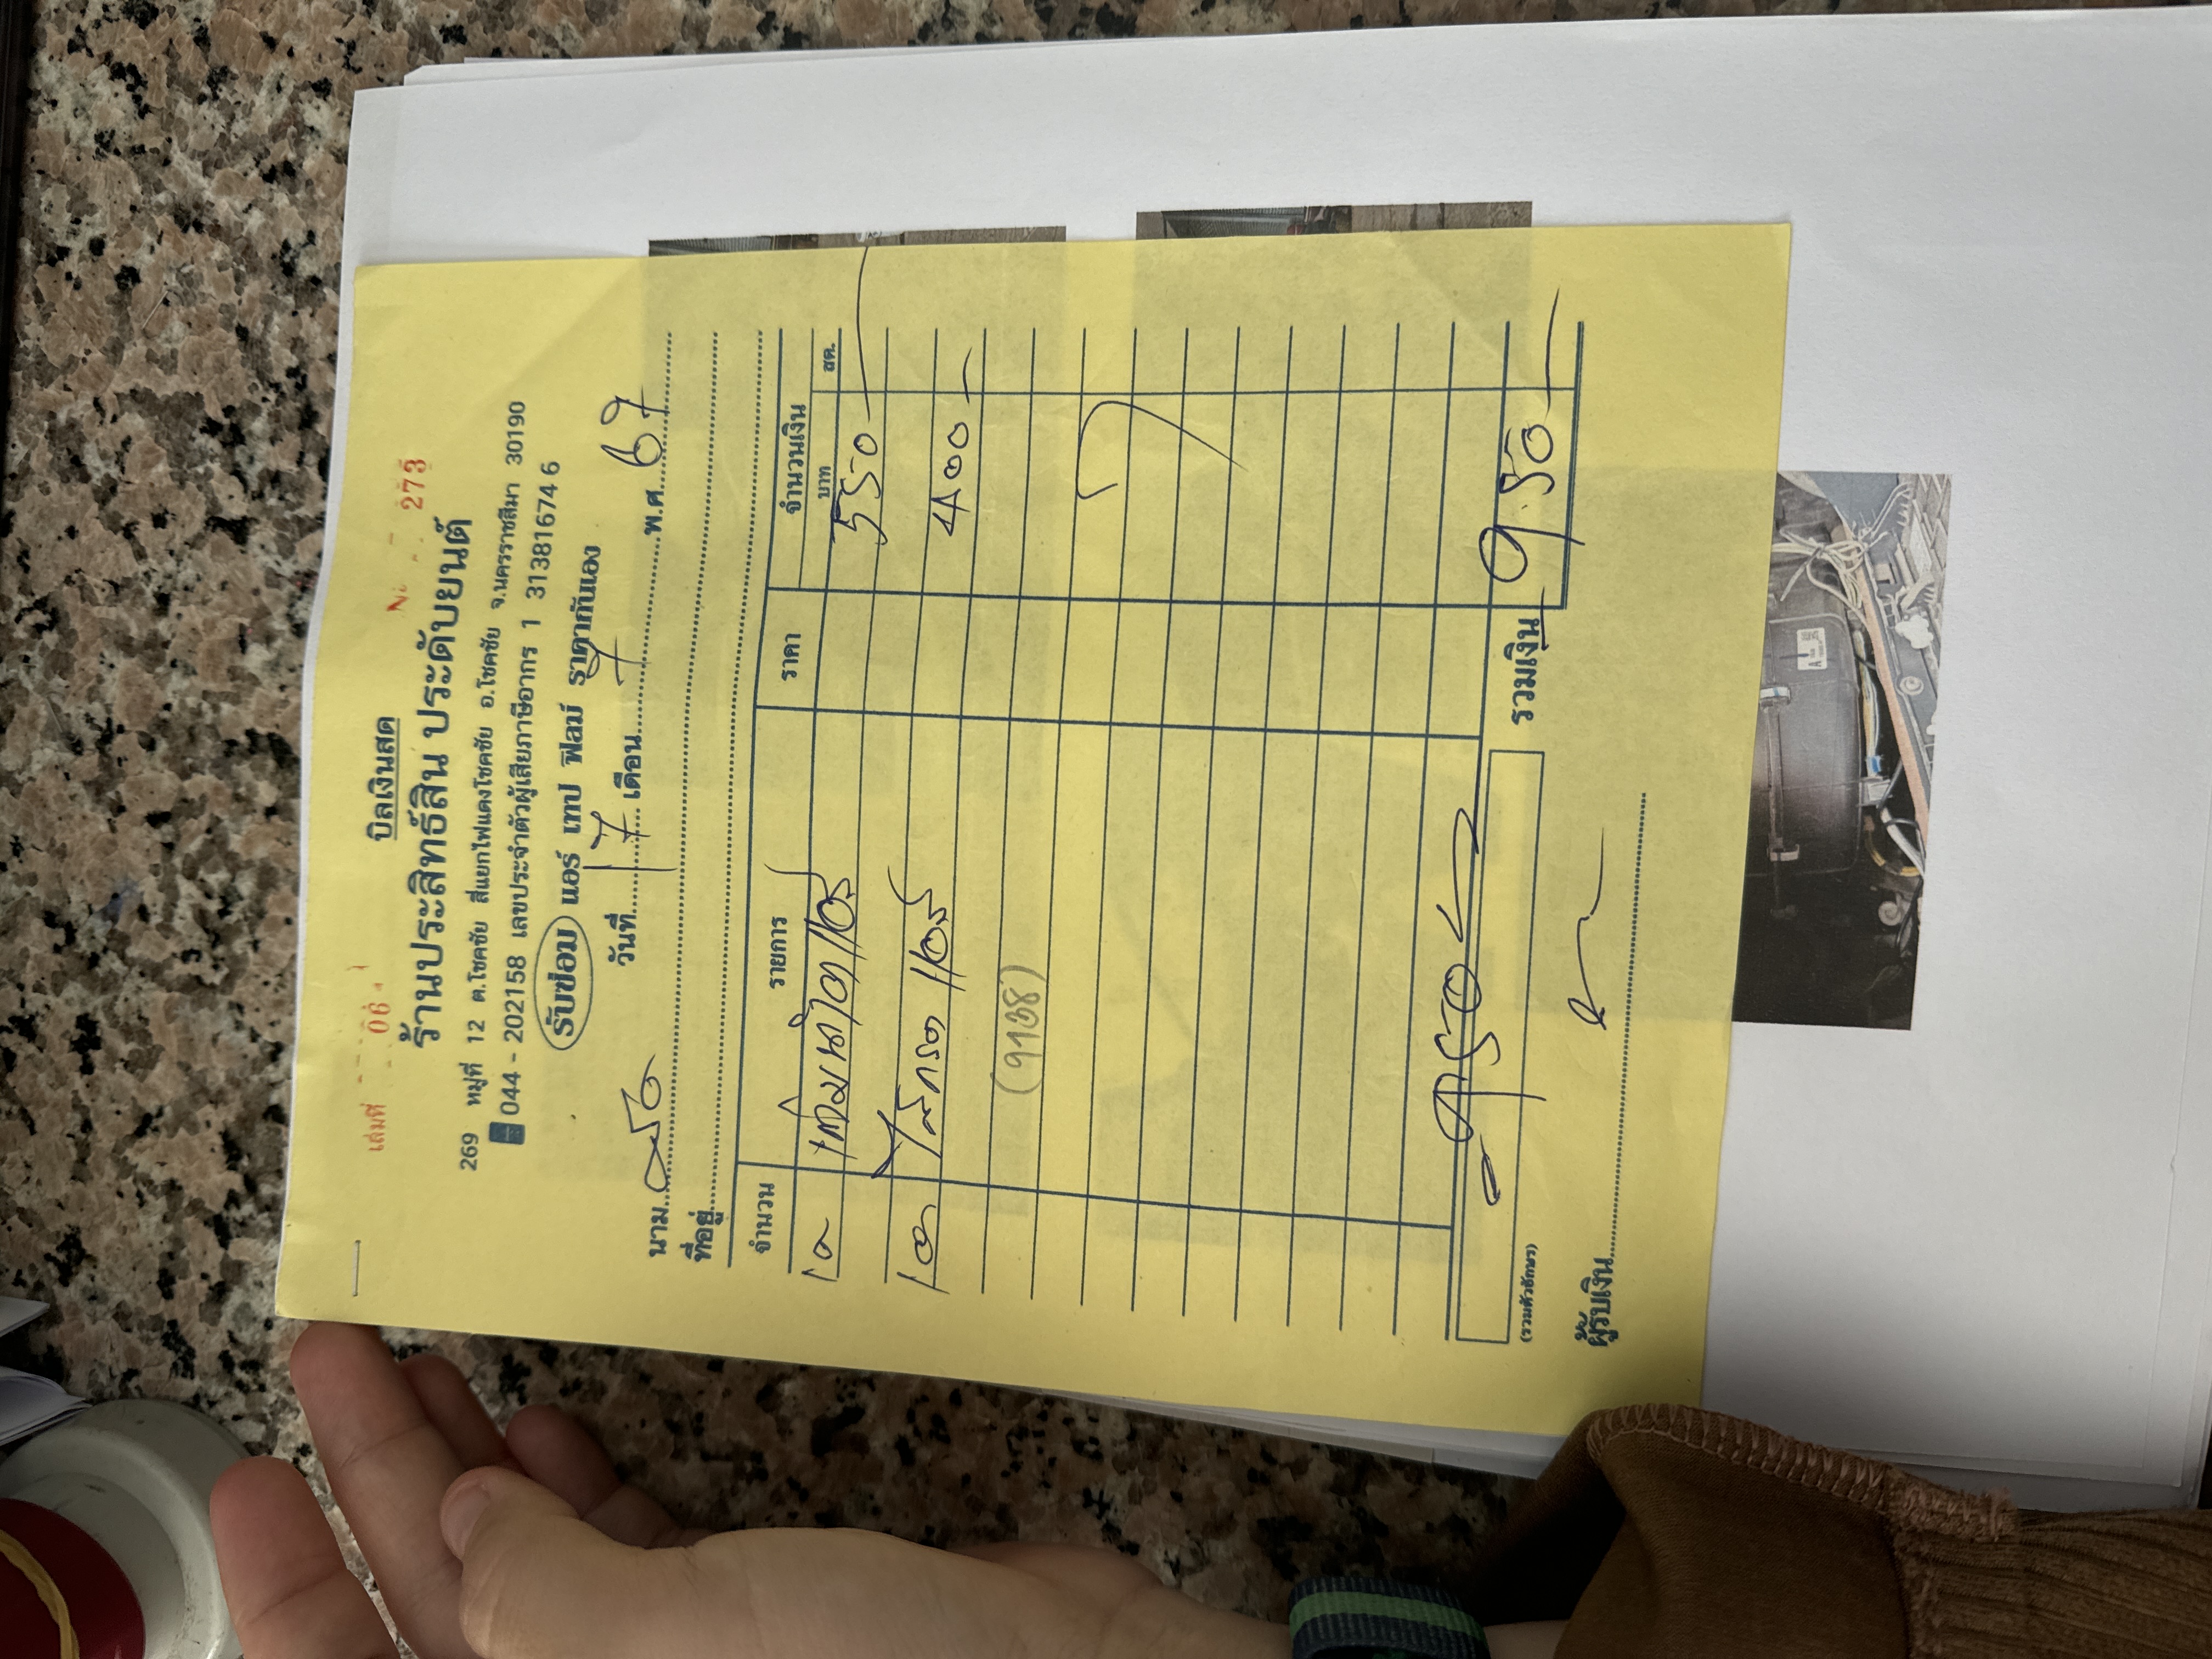 เล่มที่ 06
บิลเงินสด
273
ร้านประสิทธ์สิน ประดับยนต์
269 หมู่ที่ 12 ต.โชคชัย สี่แยกไฟแดงโชคชัย อ.โชคชัย จ.นครราชสีมา 30190
044 - 202158 เลขประจำตัวผู้เสียภาษีอากร 1 31381674 6
รับซ่อม แอร์ เทป ฟิลม์ ราคากันเอง
วันที่ 17 เดือน 7 พ.ศ. 67
นาม
ที่อยู่
จำนวน รายการ ราคา จำนวนเงิน
บาท สต.
เติมน้ำยาแอร์ 550 -
400 -
(9138)
รวมเงิน 950 -
(รวมตัวอักษร)
ผู้รับเงิน